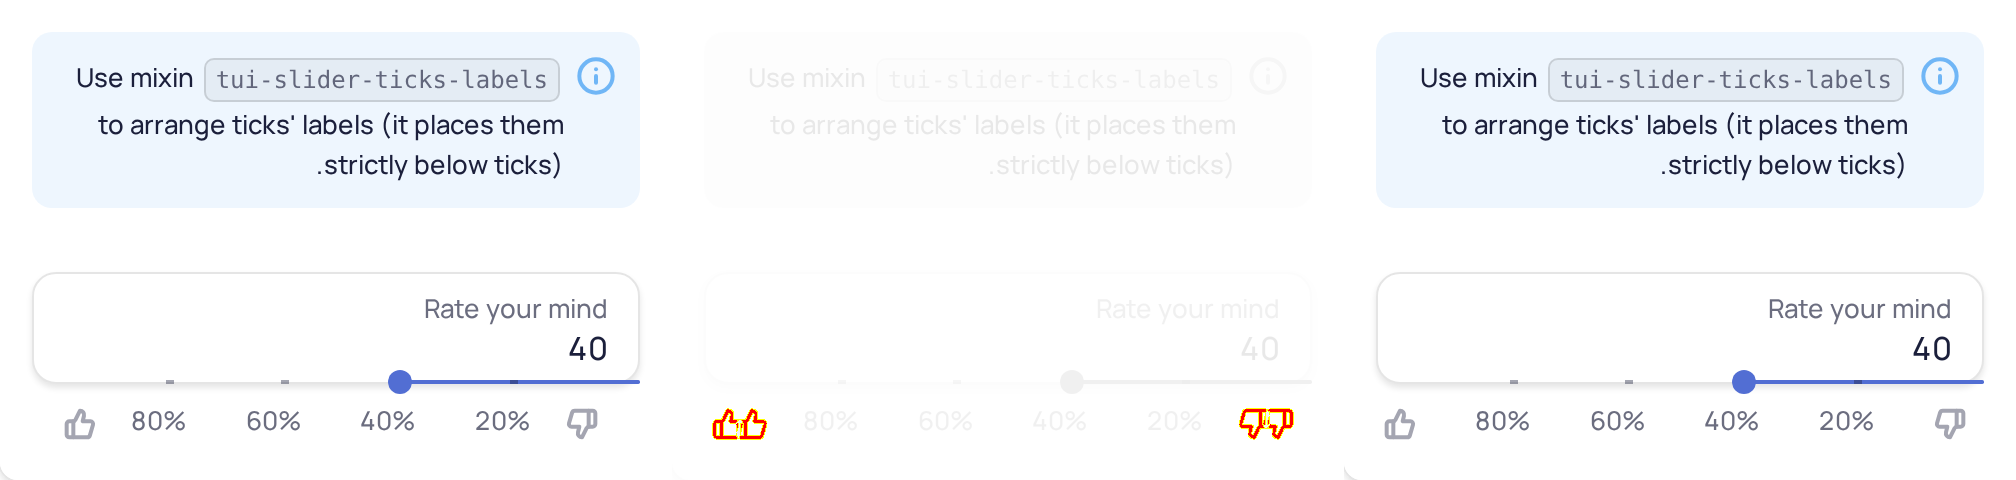 Use mixin tui-slider-ticks-labels
to arrange ticks' labels (it places them
.strictly below ticks)
Rate your mind
40
80% 60% 40% 20%
Use mixin tui-slider-ticks-labels
to arrange ticks' labels (it places them
.strictly below ticks)
Rate your mind
40
80% 60% 40% 20%
Use mixin tui-slider-ticks-labels
to arrange ticks' labels (it places them
.strictly below ticks)
Rate your mind
40
80% 60% 40% 20%